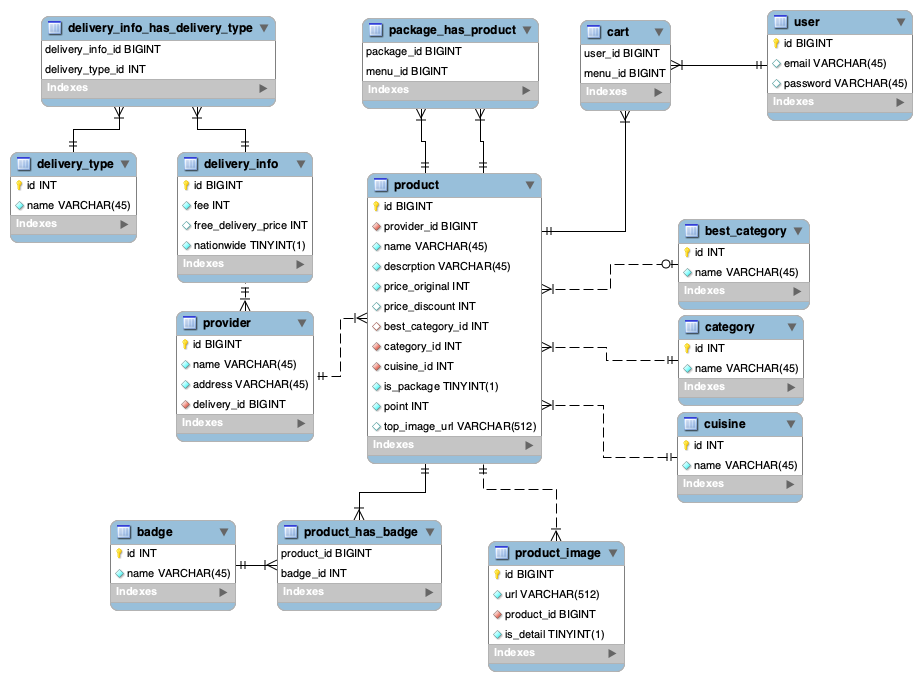 delivery_info_has_delivery_type
delivery_info_id BIGINT
delivery_type_id INT
Indexes
package_has_product
package_id BIGINT
menu_id BIGINT
Indexes
cart
user_id BIGINT
menu_id BIGINT
Indexes
user
id BIGINT
email VARCHAR(45)
password VARCHAR(45)
Indexes
delivery_type
id INT
name VARCHAR(45)
Indexes
delivery_info
id BIGINT
fee INT
free_delivery_price INT
nationwide TINYINT(1)
Indexes
product
id BIGINT
provider_id BIGINT
name VARCHAR(45)
descrption VARCHAR(45)
price_original INT
price_discount INT
best_category_id INT
category_id INT
cuisine_id INT
is_package TINYINT(1)
point INT
top_image_url VARCHAR(512)
Indexes
best_category
id INT
name VARCHAR(45)
Indexes
provider
id BIGINT
name VARCHAR(45)
address VARCHAR(45)
delivery_id BIGINT
Indexes
category
id INT
name VARCHAR(45)
Indexes
cuisine
id INT
name VARCHAR(45)
Indexes
badge
id INT
name VARCHAR(45)
Indexes
product_has_badge
product_id BIGINT
badge_id INT
Indexes
product_image
id BIGINT
url VARCHAR(512)
product_id BIGINT
is_detail TINYINT(1)
Indexes